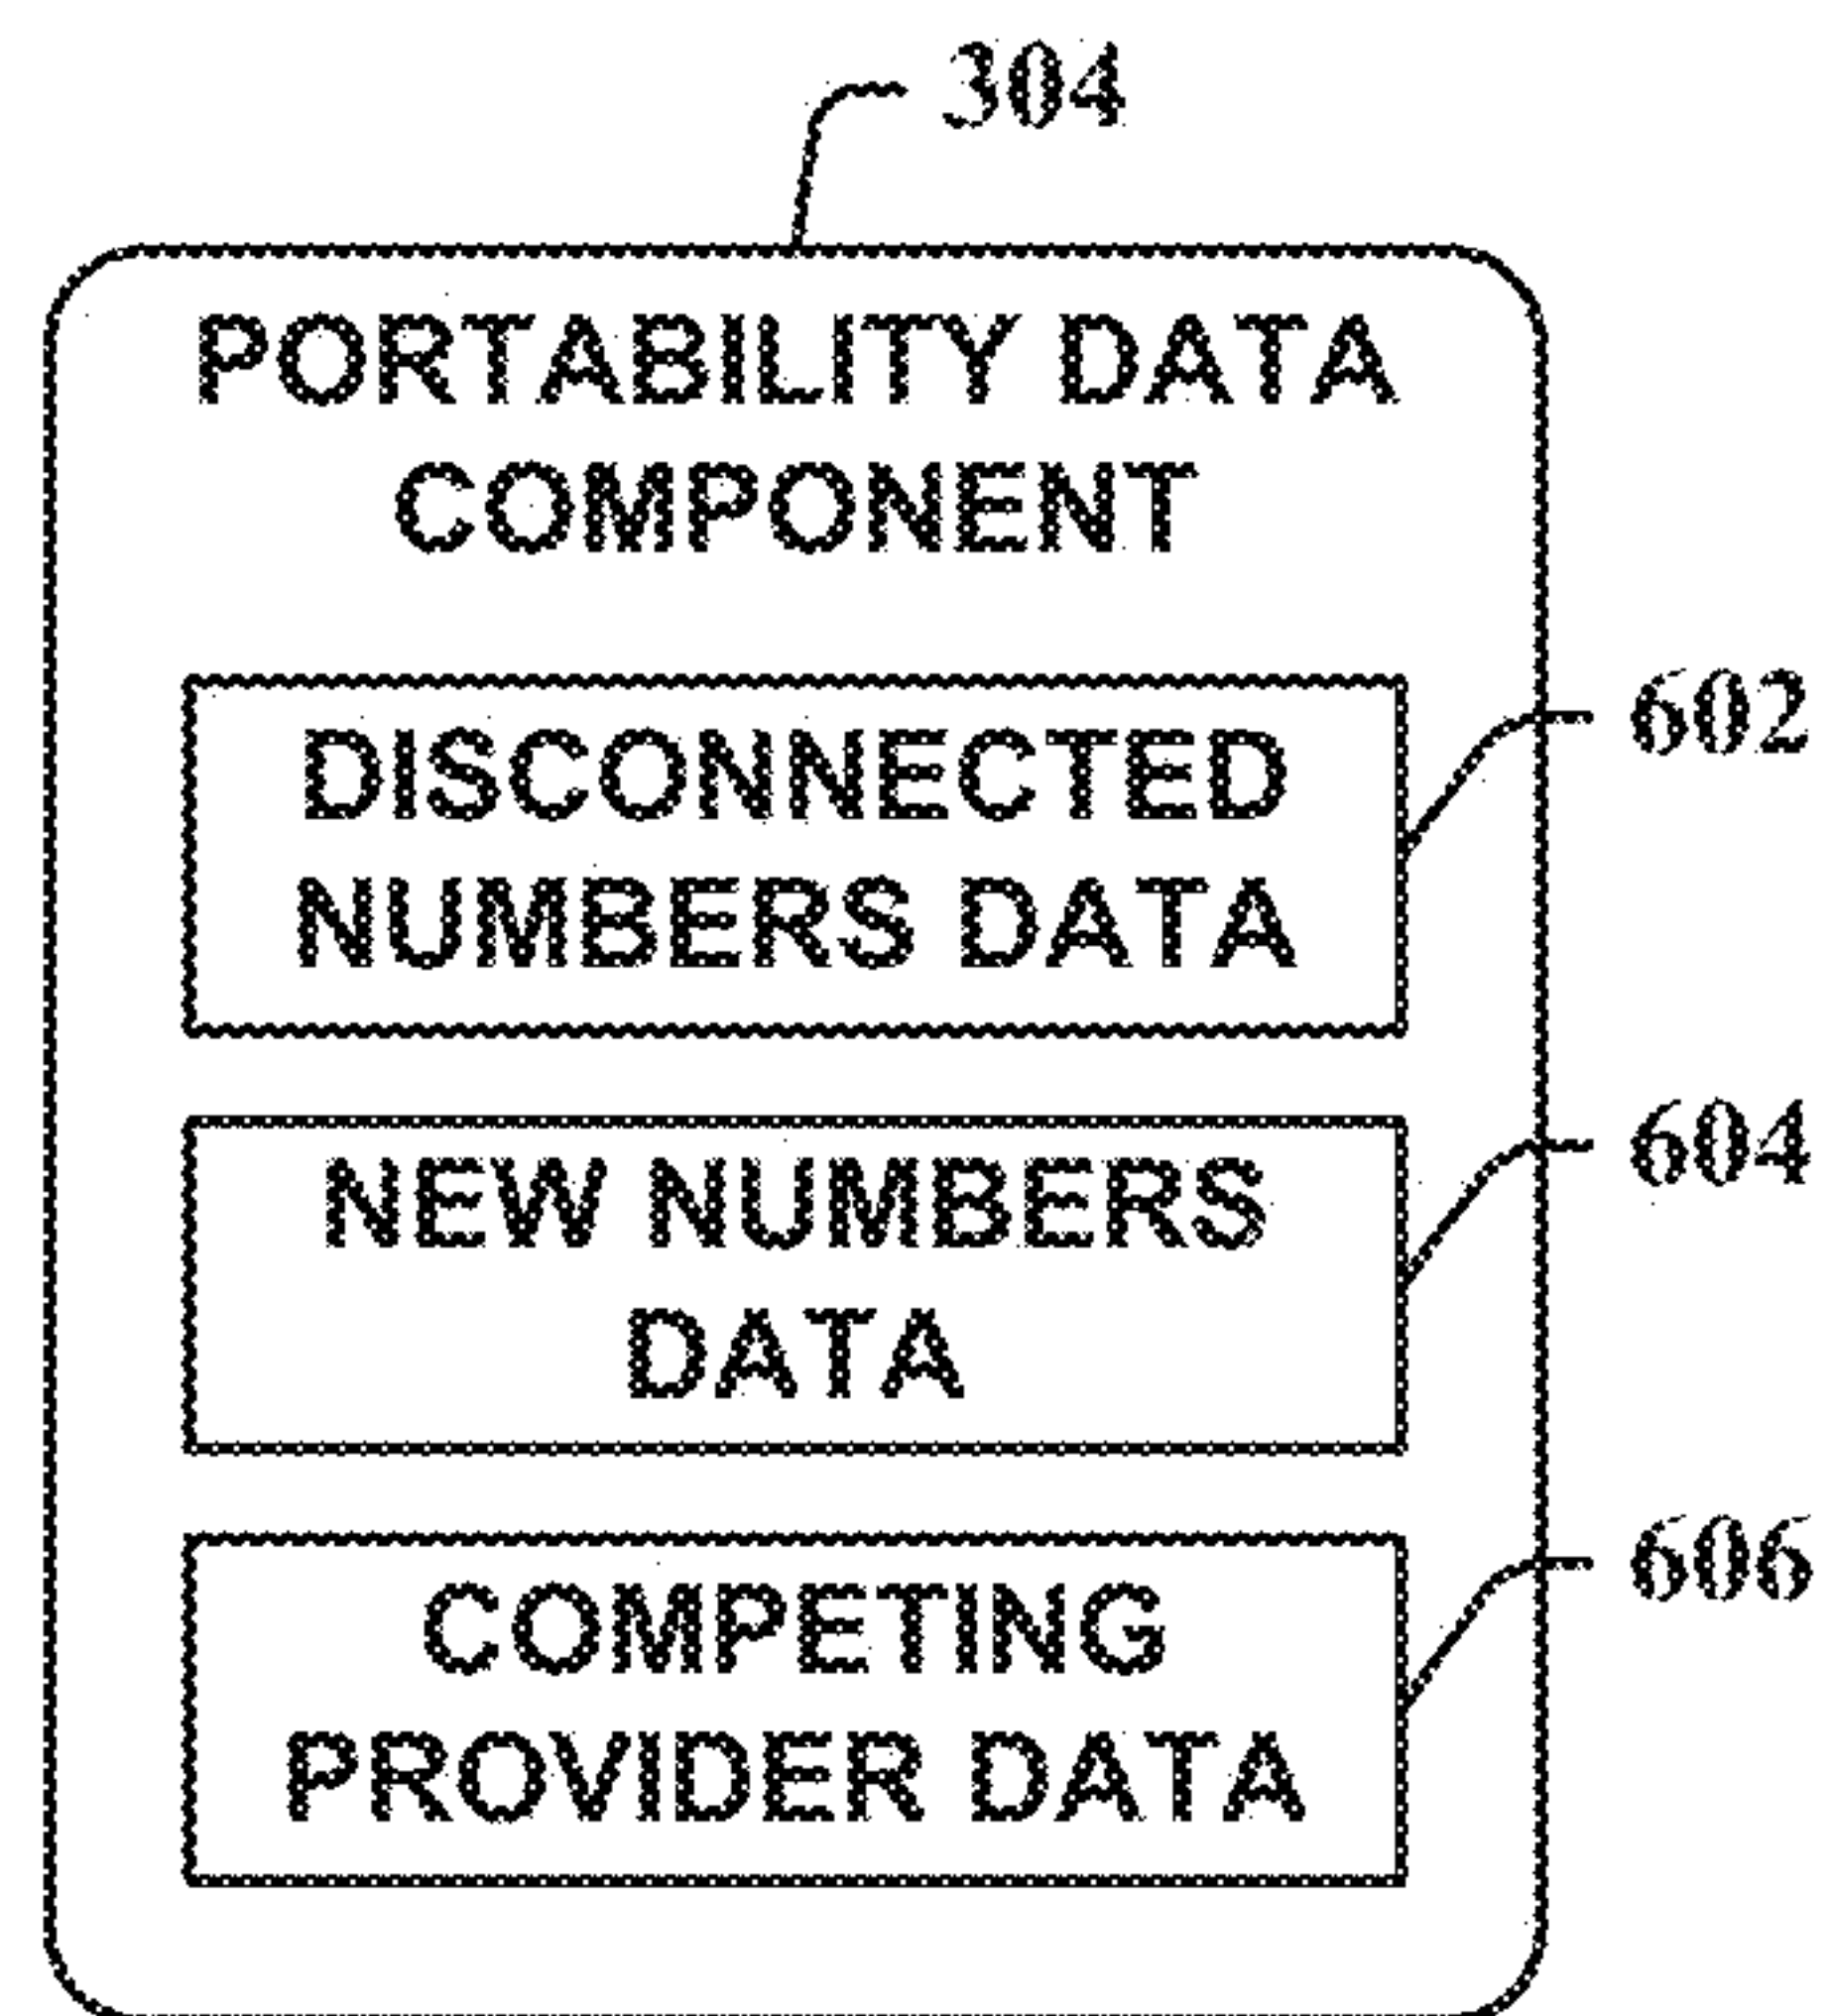 304
PORTABILITY DATA
COMPONENT
602
DISCONNECTED
NUMBERS DATA
604
NEW NUMBERS
DATA
606
COMPETING
PROVIDER DATA